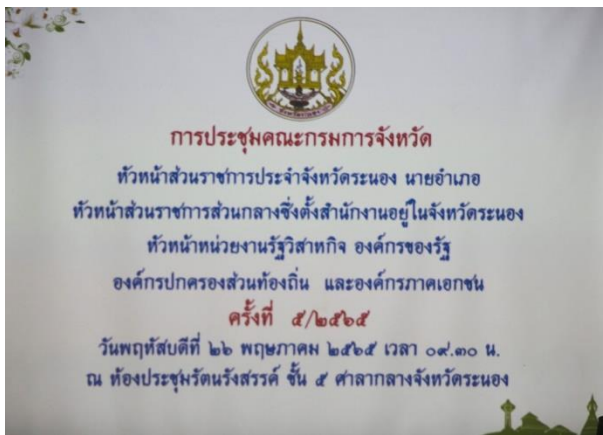 การประชุมคณะกรมการจังหวัด
หัวหน้าส่วนราชการประจำจังหวัดระนอง นายอำเภอ
หัวหน้าส่วนราชการส่วนกลางซึ่งตั้งสำนักงานอยู่ในจังหวัดระนอง
หัวหน้าหน่วยงานรัฐวิสาหกิจ องค์กรของรัฐ
องค์กรปกครองส่วนท้องถิ่น และองค์กรภาคเอกชน
ครั้งที่ ๕/๒๕๖๕
วันพฤหัสบดีที่ ๒๖ พฤษภาคม ๒๕๖๕ เวลา ๐๙.๓๐ น.
ณ ห้องประชุมรัตนรังสรรค์ ชั้น ๕ ศาลากลางจังหวัดระนอง